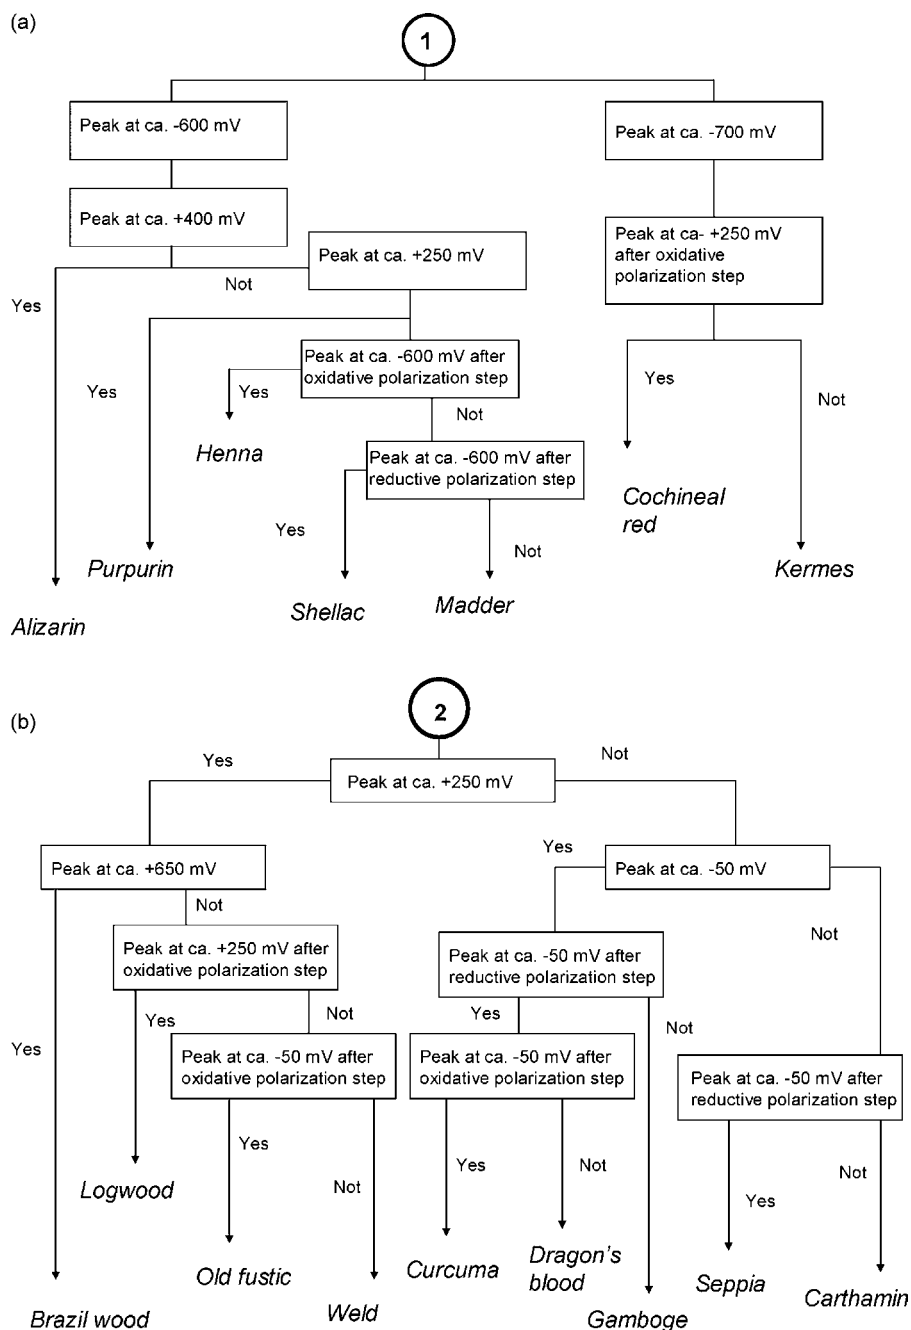 (a)
1
Peak at ca. -600 mV
Peak at ca. -700 mV
Peak at ca. +400 mV
Peak at ca- +250 mV
after oxidative
polarization step
Peak at ca. +250 mV
Not
Yes
Peak at ca. -600 mV after
oxidative polarization step
Yes
Yes
Not
Yes
Not
Henna
Peak at ca. -600 mV after
reductive polarization step
Cochineal
red
Yes
Not
Purpurin
Kermes
Shellac
Madder
Alizarin
(b)
2
Yes
Not
Peak at ca. +250 mV
Peak at ca. +650 mV
Yes
Peak at ca. -50 mV
Not
Not
Peak at ca. +250 mV after
oxidative polarization step
Peak at ca. -50 mV after
reductive polarization step
Yes
Yes
Not
Yes
Not
Peak at ca. -50 mV after
oxidative polarization step
Peak at ca. -50 mV after
oxidative polarization step
Peak at ca. -50 mV after
reductive polarization step
Yes
Not
Yes
Not
Yes
Not
Logwood
Old fustic
Weld
Curcuma
Dragon's
blood
Seppia
Carthamin
Brazil wood
Gamboge